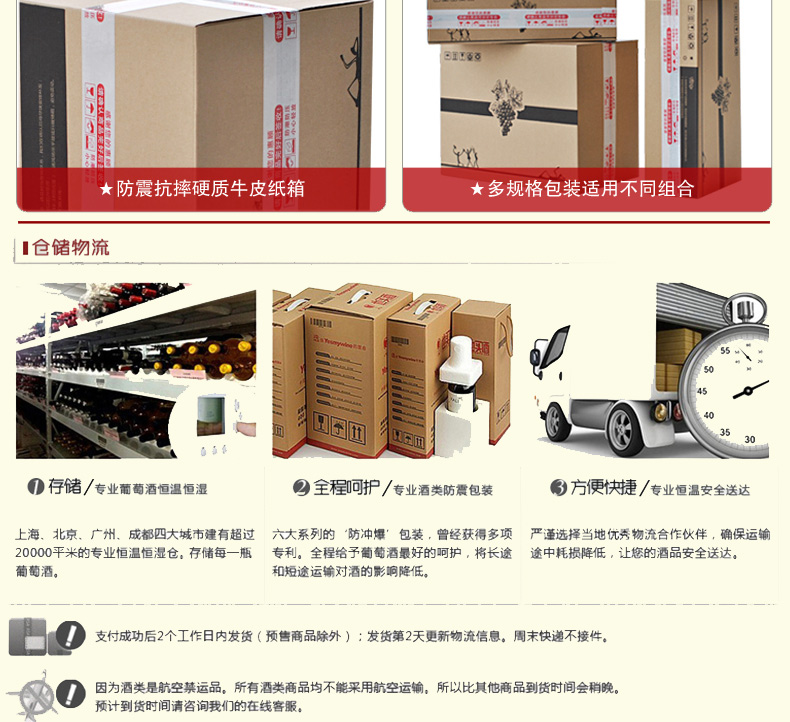 ★防震抗摔硬质牛皮纸箱
★多规格包装适用不同组合
仓储物流
55
50
45
40
35
30
60
1 存储/专业葡萄酒恒温恒湿
上海、北京、广州、成都四大城市建有超过
20000平米的专业恒温恒湿仓。存储每一瓶
葡萄酒。
2 全程呵护/专业酒类防震包装
六大系列的‘防冲爆’包装，曾经获得多项
专利。全程给予葡萄酒最好的呵护，将长途
和短途运输对酒的影响降低。
3 方便快捷/专业恒温安全送达
严谨选择当地优秀物流合作伙伴，确保运输
途中耗损降低，让您的酒品安全送达。
支付成功后2个工作日内发货（预售商品除外）；发货第2天更新物流信息。周末快递不接件。
因为酒类是航空禁运品。所有酒类商品均不能采用航空运输。所以比其他商品到货时间会稍晚。
预计到货时间请咨询我们的在线客服。